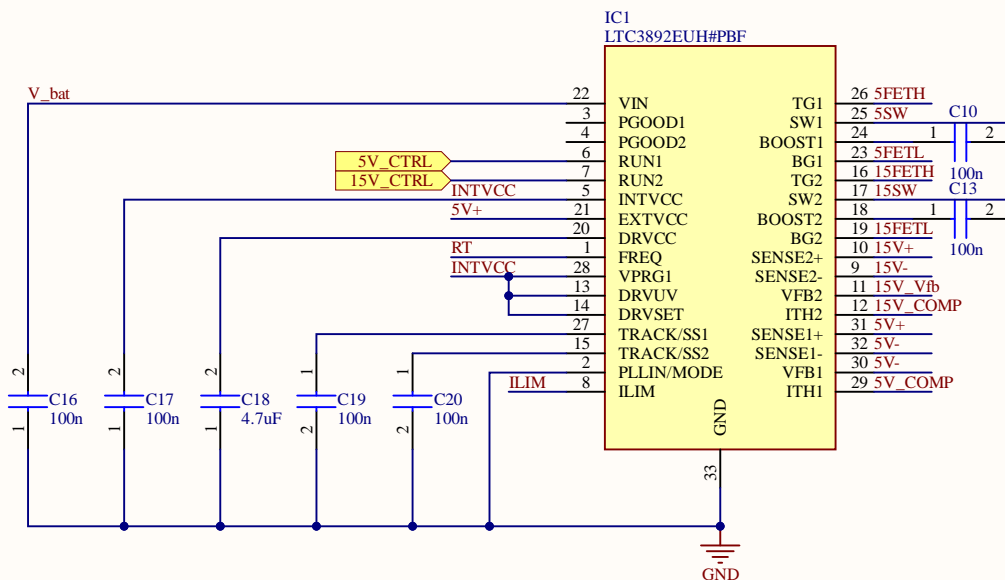 IC1
LTC3892EUH#PBF
V_bat 22 VIN TG1 26 5FETH
3 PGOOD1 SW1 25 5SW
4 PGOOD2 BOOST1 24
5V_CTRL 6 RUN1 BG1 23 5FETL
15V_CTRL 7 RUN2 TG2 16 15FETH
INTVCC 5 INTVCC SW2 17 15SW
5V+ 21 EXTVCC BOOST2 18
20 DRVCC BG2 19 15FETL
RT 1 FREQ SENSE2+ 10 15V+
INTVCC 28 VPRG1 SENSE2- 9 15V-
13 DRVUV VFB2 11 15V_Vfb
14 DRVSET ITH2 12 15V_COMP
27 TRACK/SS1 SENSE1+ 31 5V+
15 TRACK/SS2 SENSE1- 32 5V-
2 PLLIN/MODE VFB1 30 5V-
ILIM 8 ILIM ITH1 29 5V_COMP
GND
33
GND
C10
1 2
100n
C13
1 2
100n
2
C16
100n
1
2
C17
100n
1
2
C18
4.7uF
1
1
C19
100n
2
1
C20
100n
2